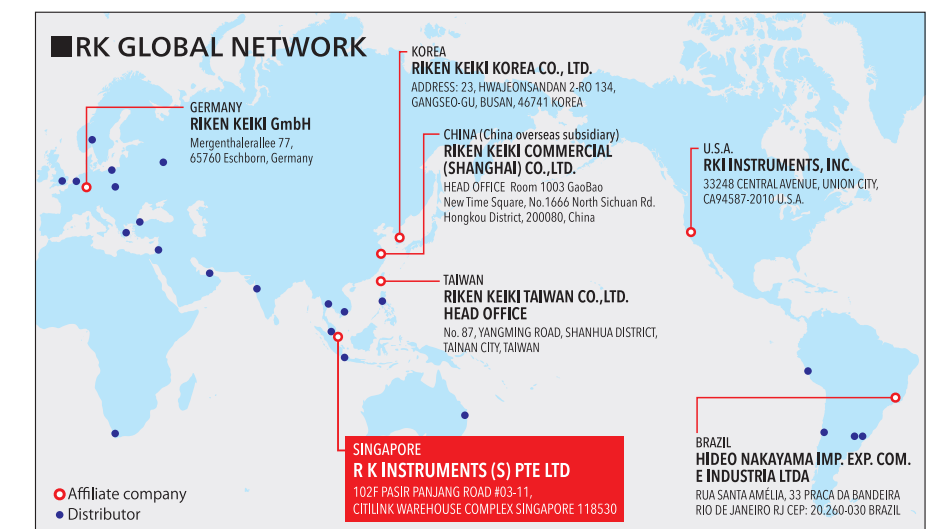 ■RK GLOBAL NETWORK
GERMANY
RIKEN KEIKI GmbH
Mergenthalerallee 77,
65760 Eschborn, Germany
KOREA
RIKEN KEIKI KOREA CO., LTD.
ADDRESS: 23, HWAJEONSANDAN 2-RO 134,
GANGSEO-GU, BUSAN, 46741 KOREA
CHINA (China overseas subsidiary)
RIKEN KEIKI COMMERCIAL
(SHANGHAI) CO.,LTD.
HEAD OFFICE Room 1003 GaoBao
New Time Square, No.1666 North Sichuan Rd.
Hongkou District, 200080, China
U.S.A.
RKI INSTRUMENTS, INC.
33248 CENTRAL AVENUE, UNION CITY,
CA94587-2010 U.S.A.
TAIWAN
RIKEN KEIKI TAIWAN CO.,LTD.
HEAD OFFICE
No. 87, YANGMING ROAD, SHANHUA DISTRICT,
TAINAN CITY, TAIWAN
SINGAPORE
R K INSTRUMENTS (S) PTE LTD
102F PASIR PANJANG ROAD #03-11,
CITILINK WAREHOUSE COMPLEX SINGAPORE 118530
BRAZIL
HIDEO NAKAYAMA IMP. EXP. COM.
E INDUSTRIA LTDA
RUA SANTA AMÉLIA, 33 PRACA DA BANDEIRA
RIO DE JANEIRO RJ CEP: 20.260-030 BRAZIL
Affiliate company
Distributor